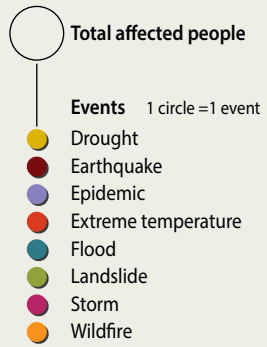 Total affected people
Events 1 circle =1 event
Drought
Earthquake
Epidemic
Extreme temperature
Flood
Landslide
Storm
Wildfire